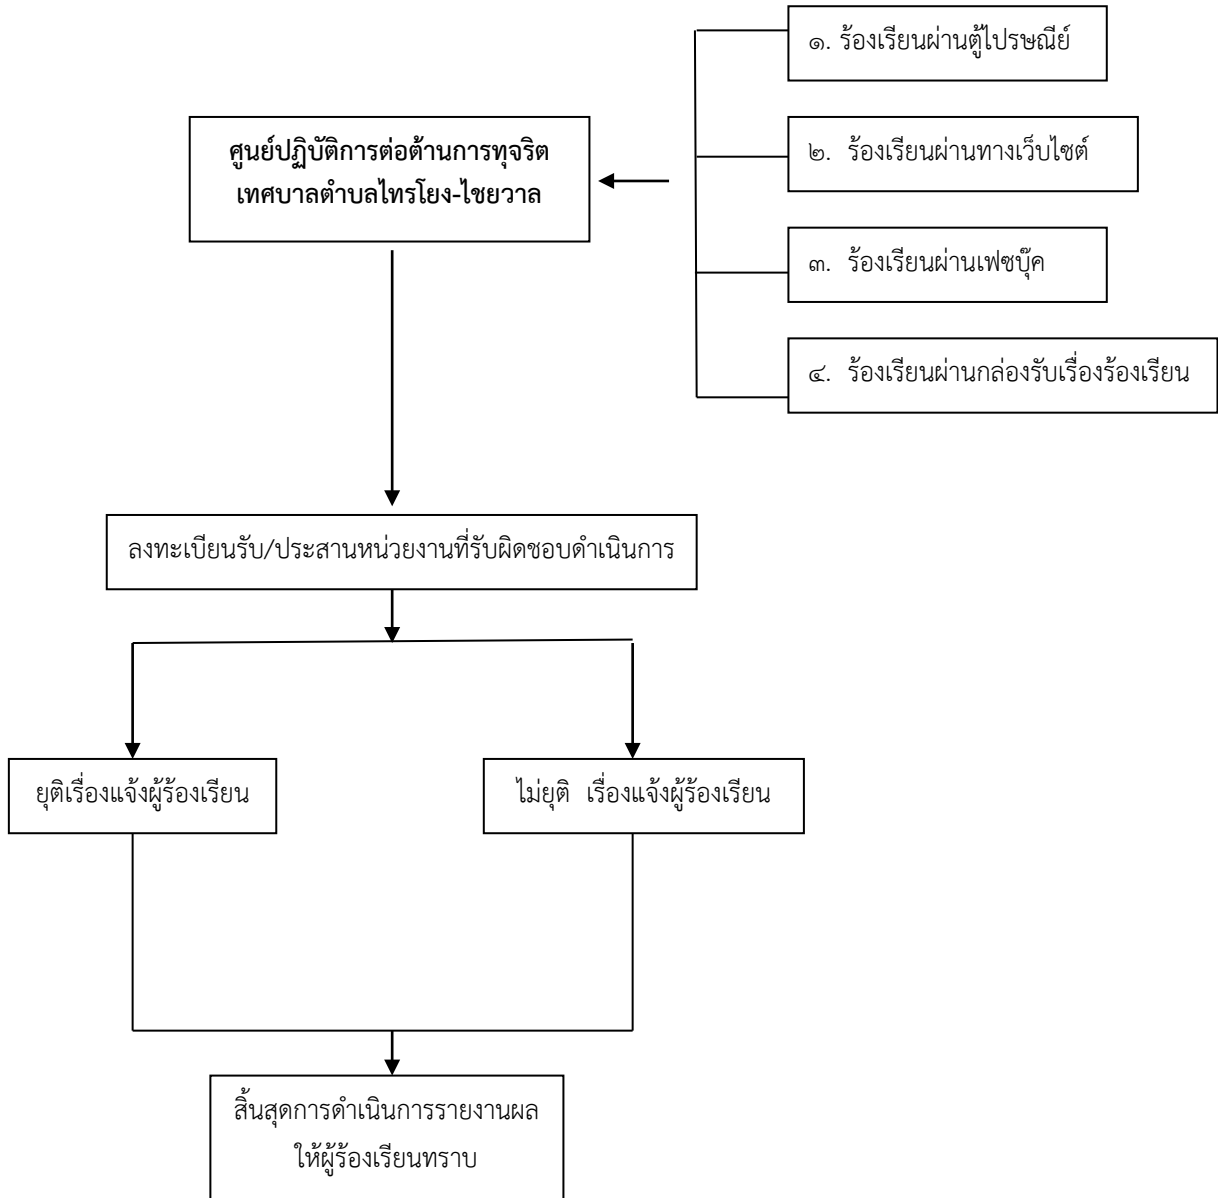 ๑. ร้องเรียนผ่านตู้ไปรษณีย์
ศูนย์ปฏิบัติการต่อต้านการทุจริต
เทศบาลตำบลไทรโยง-ไชยวาล
๒. ร้องเรียนผ่านทางเว็บไซต์
๓. ร้องเรียนผ่านเฟซบุ๊ค
๔. ร้องเรียนผ่านกล่องรับเรื่องร้องเรียน
ลงทะเบียนรับ/ประสานหน่วยงานที่รับผิดชอบดำเนินการ
ยุติเรื่องแจ้งผู้ร้องเรียน
ไม่ยุติ เรื่องแจ้งผู้ร้องเรียน
สิ้นสุดการดำเนินการรายงานผล
ให้ผู้ร้องเรียนทราบ